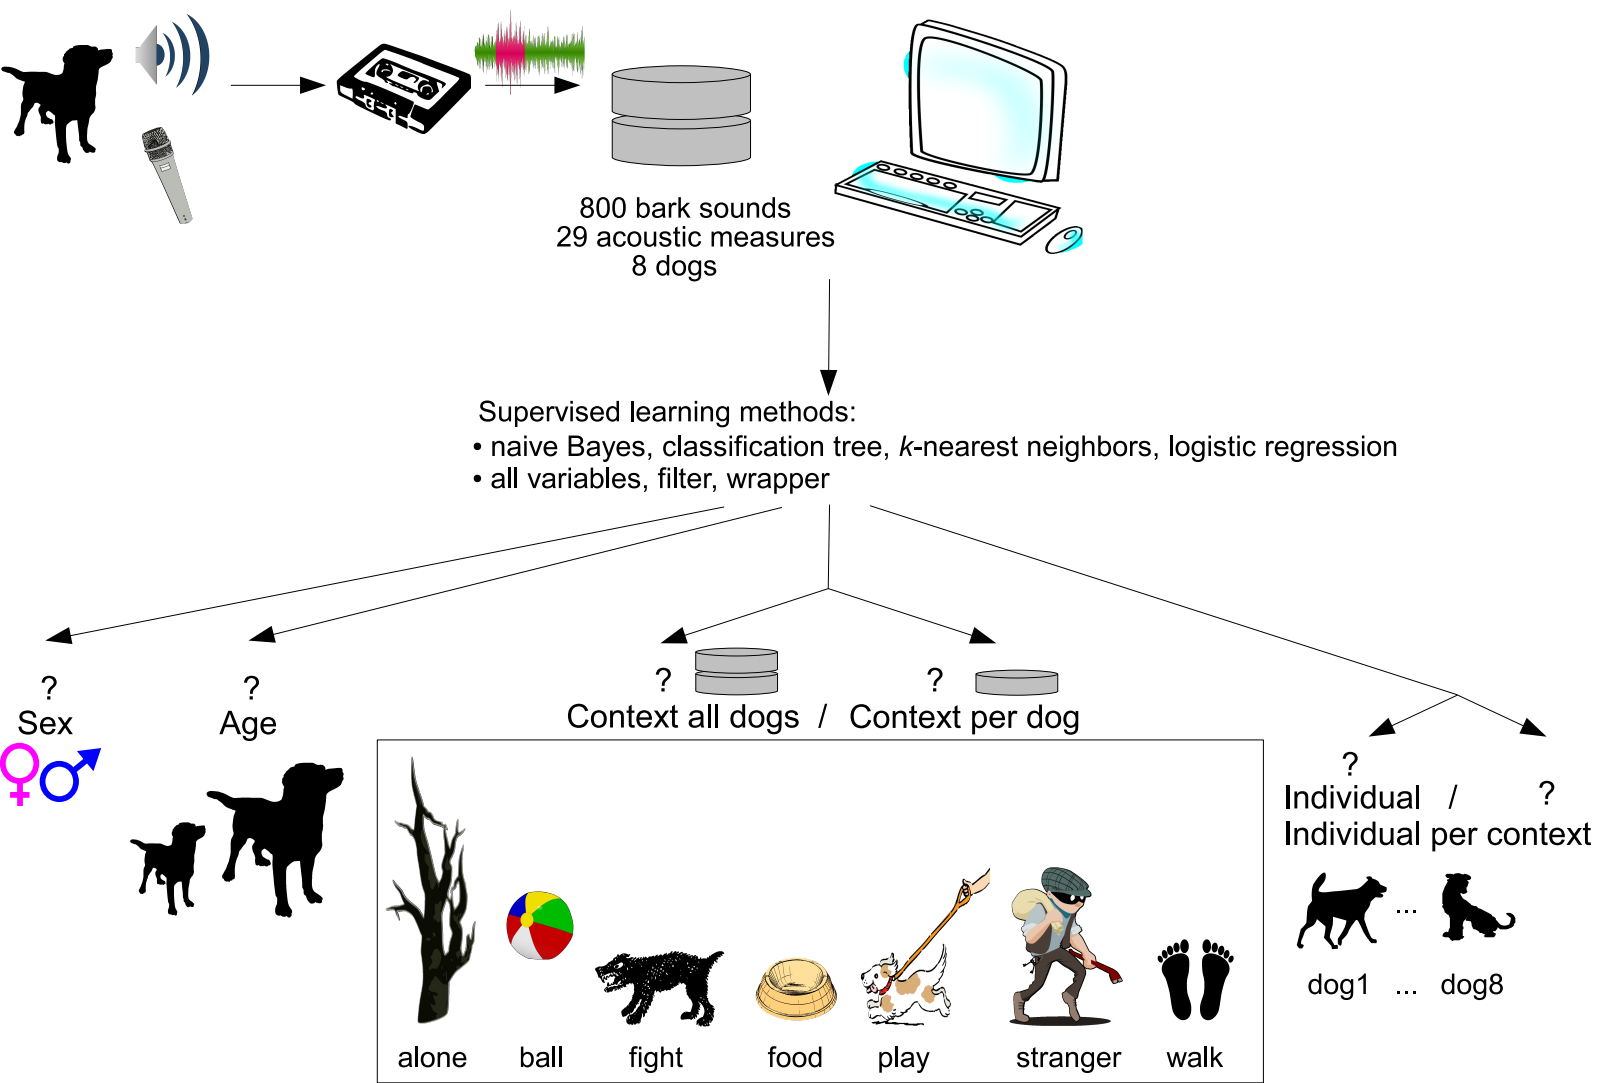 800 bark sounds
29 acoustic measures
8 dogs
Supervised learning methods:
• naive Bayes, classification tree, k-nearest neighbors, logistic regression
• all variables, filter, wrapper
?
Sex
?
Age
?
?
Context all dogs / Context per dog
?
Individual / ?
Individual per context
alone ball fight food play stranger walk
dog1 ... dog8
...